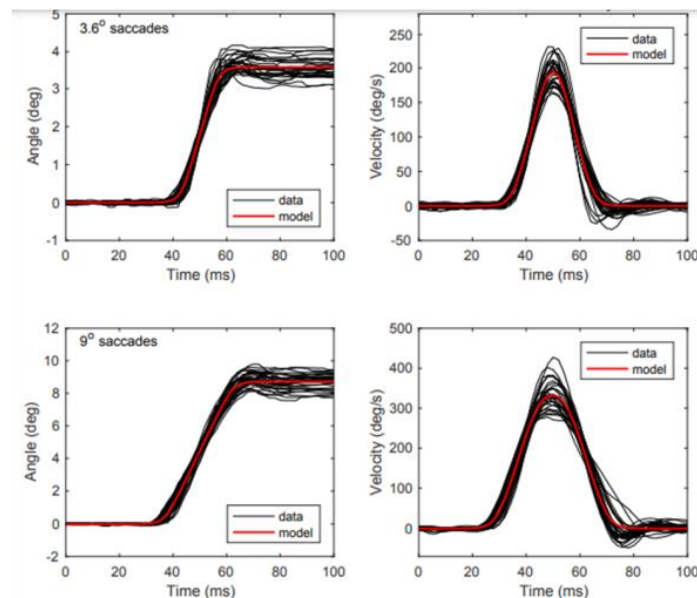 3.6° saccades
5
4
3
2
1
0
-1
Angle (deg)
data
model
0 20 40 60 80 100
Time (ms)
250
200
150
100
50
0
-50
Velocity (deg/s)
data
model
0 20 40 60 80 100
Time (ms)
9° saccades
12
10
8
6
4
2
0
-2
Angle (deg)
data
model
0 20 40 60 80 100
Time (ms)
500
400
300
200
100
0
Velocity (deg/s)
data
model
0 20 40 60 80 100
Time (ms)